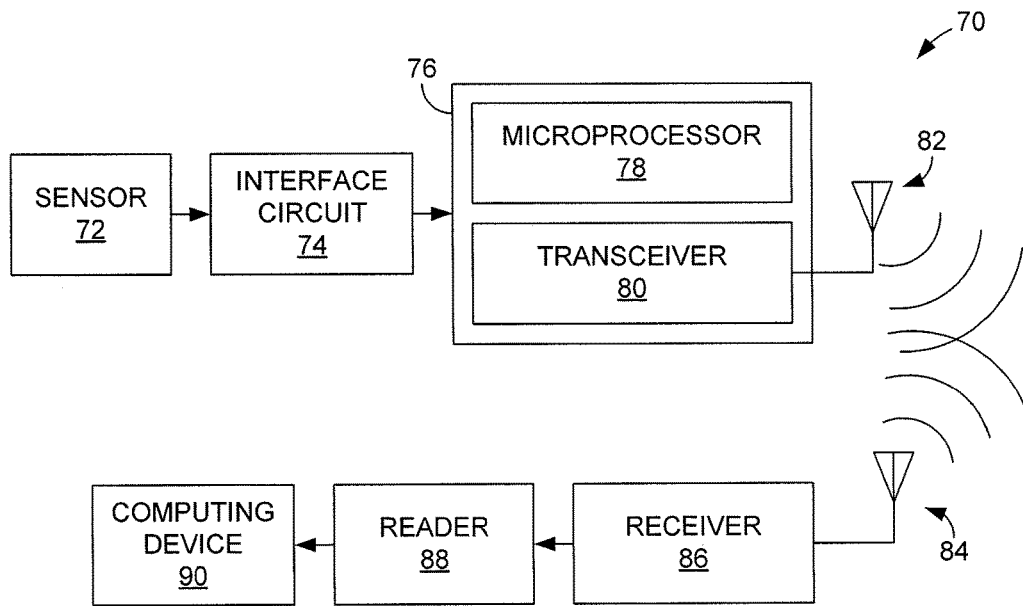 70
76
MICROPROCESSOR
78
82
SENSOR
72
INTERFACE
CIRCUIT
74
TRANSCEIVER
80
COMPUTING
DEVICE
90
READER
88
RECEIVER
86
84